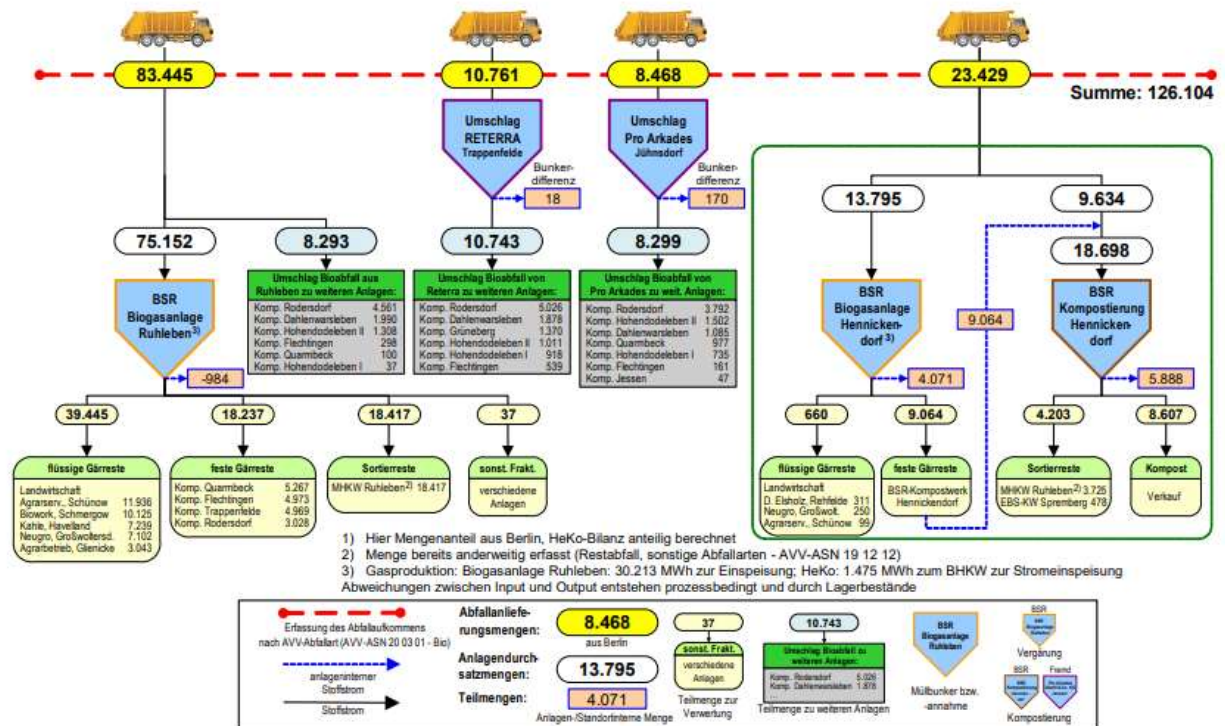 83.445
10.761
8.468
23.429
Summe: 126.104
Umschlag
RETERRA
Trappenfelde
Umschlag
Pro Arkades
Jühnsdorf
Bunker-
differenz
18
Bunker-
differenz
170
13.795
9.634
75.152
8.293
10.743
8.299
18.698
BSR
Biogasanlage
Ruhleben3)
-984
Umschlag Bioabfall aus
Ruhleben zu weiteren Anlagen:
Komp. Rodersdorf 4.561
Komp. Dahlenwarsleben 1.990
Komp. Hohendodeleben II 1.308
Komp. Flechtingen 298
Komp. Quarmbeck 100
Komp. Hohendodeleben I 37
Umschlag Bioabfall von
Reterra zu weiteren Anlagen:
Komp. Rodersdorf 5.026
Komp. Dahlenwarsleben 1.878
Komp. Grüneberg 1.370
Komp. Hohendodeleben II 1.011
Komp. Hohendodeleben I 918
Komp. Flechtingen 539
Umschlag Bioabfall von
Pro Arkades zu weit. Anlagen:
Komp. Rodersdorf 3.792
Komp. Hohendodeleben II 1.502
Komp. Dahlenwarsleben 1.085
Komp. Quarmbeck 977
Komp. Hohendodeleben I 735
Komp. Flechtingen 161
Komp. Jessen 47
BSR
Biogasanlage
Hennicken-
dorf 3)
4.071
9.064
BSR
Kompostierung
Hennicken-
dorf
5.888
39.445
18.237
18.417
37
660
9.064
4.203
8.607
flüssige Gärreste
Landwirtschaft
Agrarserv., Schünow 11.936
Biowork, Schmergow 10.125
Kahle, Havelland 7.239
Neugro, Großwoltersd. 7.102
Agrarbetrieb, Glienicke 3.043
feste Gärreste
Komp. Quarmbeck 5.267
Komp. Flechtingen 4.973
Komp. Trappenfelde 4.969
Komp. Rodersdorf 3.028
Sortierreste
MHKW Ruhleben2) 18.417
sonst. Frakt.
verschiedene
Anlagen
flüssige Gärreste
Landwirtschaft
D. Elsholz, Rehfelde 311
Neugro, Großwolt. 250
Agrarserv., Schünow 99
feste Gärreste
BSR-Kompostwerk
Hennickendorf
Sortierreste
MHKW Ruhleben2) 3.725
EBS-KW Spremberg 478
Kompost
Verkauf
1) Hier Mengenanteil aus Berlin, HeKo-Bilanz anteilig berechnet
2) Menge bereits anderweitig erfasst (Restabfall, sonstige Abfallarten - AVV-ASN 19 12 12)
3) Gasproduktion: Biogasanlage Ruhleben: 30.213 MWh zur Einspeisung; HeKo: 1.475 MWh zum BHKW zur Stromeinspeisung
Abweichungen zwischen Input und Output entstehen prozessbedingt und durch Lagerbestände
Erfassung des Abfallaufkommens
nach AVV-Abfallart (AVV-ASN 20 03 01 - Bio)
anlageninterner
Stoffstrom
Stoffstrom
Abfallanliefe-
rungsmengen:
8.468
aus Berlin
Anlagendurch-
satzmengen:
13.795
Teilmengen:
4.071
Anlagen-/Standortinterne Menge
37
sonst. Frakt.
verschiedene
Anlagen
Teilmenge zur
Verwertung
10.743
Umschlag Bioabfall zu
weiteren Anlagen:
Komp. Rodersdorf 5.026
Komp. Dahlenwarsleben 1.878
...
Teilmenge zu weiteren Anlagen
BSR
Biogasanlage
Ruhleben
Müllbunker bzw.
-annahme
BSR
Vergärung
BSR Fremd
Kompostierung